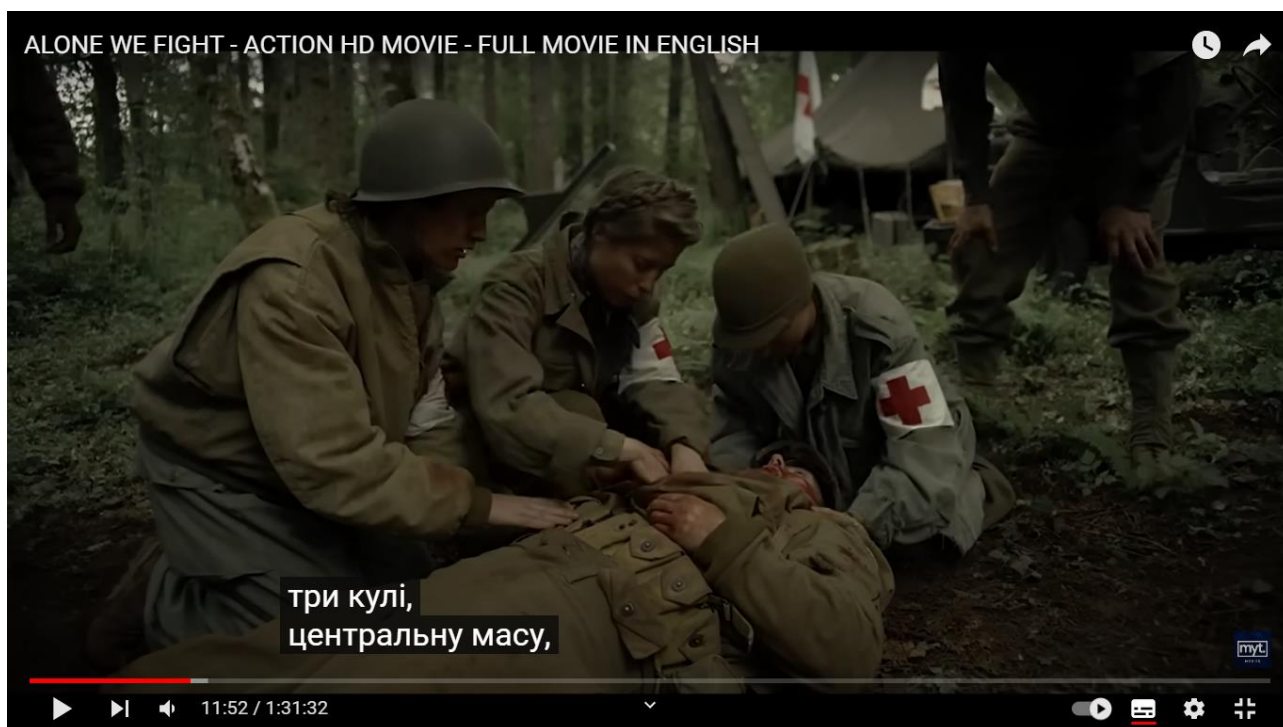 ALONE WE FIGHT - ACTION HD MOVIE - FULL MOVIE IN ENGLISH
три кулі,
центральну масу,
myt.
11:52 / 1:31:32